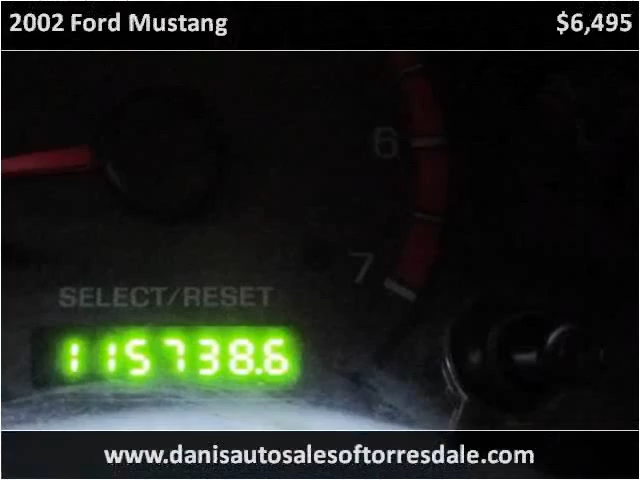 2002 Ford Mustang $6,495
6
7
SELECT/RESET
115738.6
www.danisautosalesoftorresdale.com